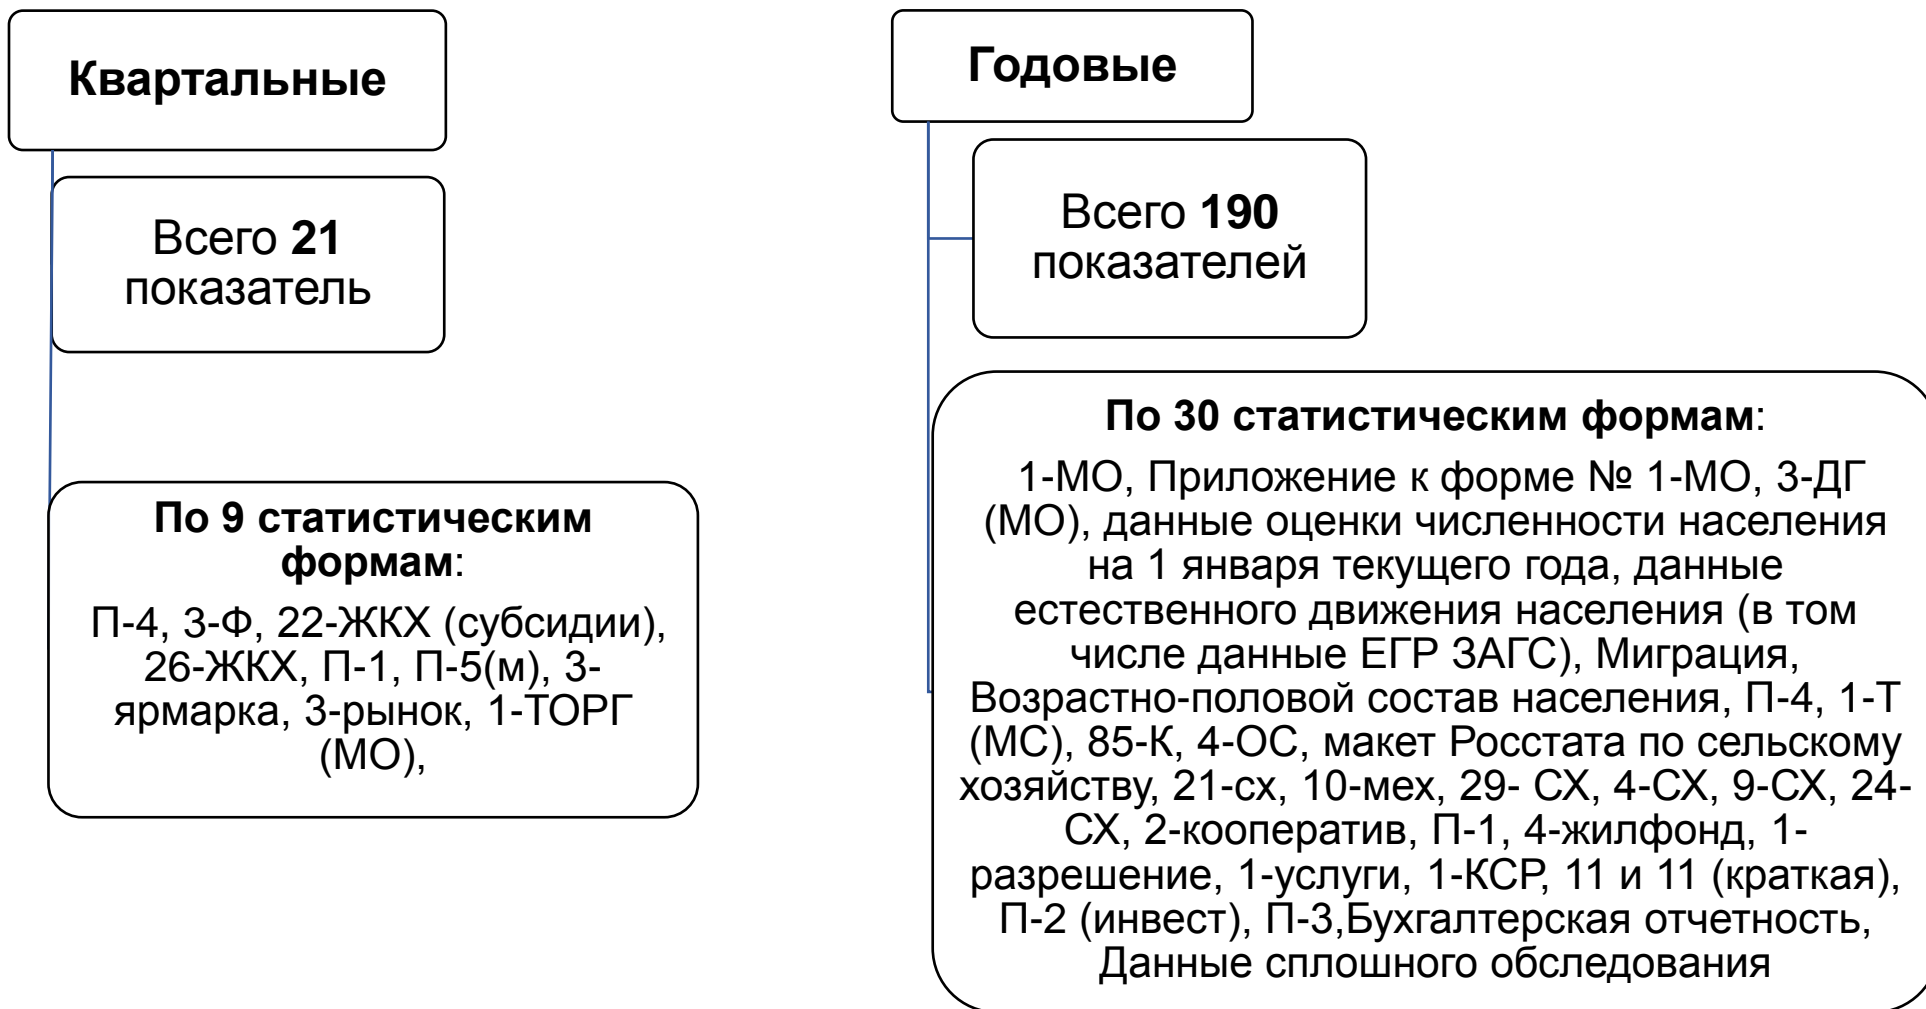 Квартальные
Всего 21
показатель
По 9 статистическим
формам:
П-4, 3-Ф, 22-ЖКХ (субсидии),
26-ЖКХ, П-1, П-5(м), 3-
ярмарка, 3-рынок, 1-ТОРГ
(МО),
Годовые
Всего 190
показателей
По 30 статистическим формам:
1-МО, Приложение к форме № 1-МО, 3-ДГ
(МО), данные оценки численности населения
на 1 января текущего года, данные
естественного движения населения (в том
числе данные ЕГР ЗАГС), Миграция,
Возрастно-половой состав населения, П-4, 1-Т
(МС), 85-К, 4-ОС, макет Росстата по сельскому
хозяйству, 21-сх, 10-мех, 29- СХ, 4-СХ, 9-СХ, 24-
СХ, 2-кооператив, П-1, 4-жилфонд, 1-
разрешение, 1-услуги, 1-КСР, 11 и 11 (краткая),
П-2 (инвест), П-3,Бухгалтерская отчетность,
Данные сплошного обследования